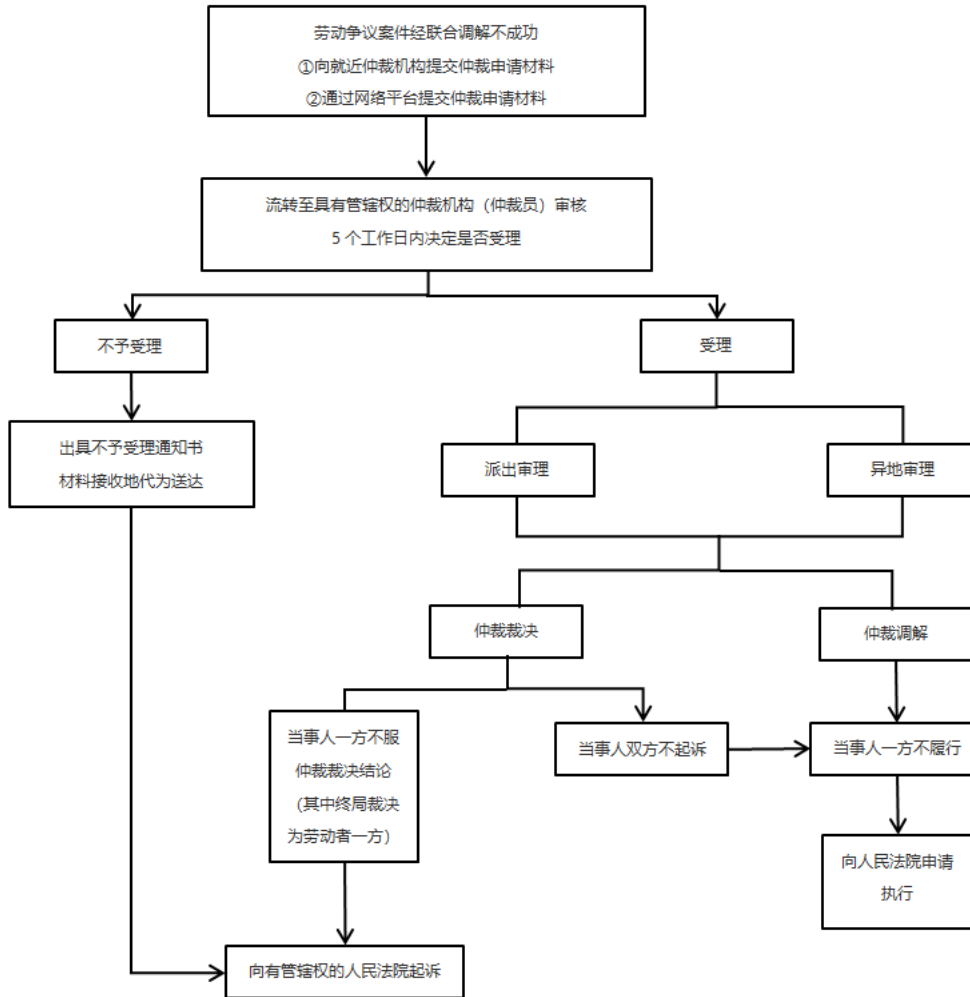 劳动争议案件经联合调解不成功
①向就近仲裁机构提交仲裁申请材料
②通过网络平台提交仲裁申请材料
流转至具有管辖权的仲裁机构（仲裁员）审核
5个工作日内决定是否受理
不予受理
受理
出具不予受理通知书
材料接收地代为送达
派出审理
异地审理
仲裁裁决
仲裁调解
当事人一方不服
仲裁裁决结论
（其中终局裁决
为劳动者一方）
当事人双方不起诉
当事人一方不履行
向人民法院申请
执行
向有管辖权的人民法院起诉